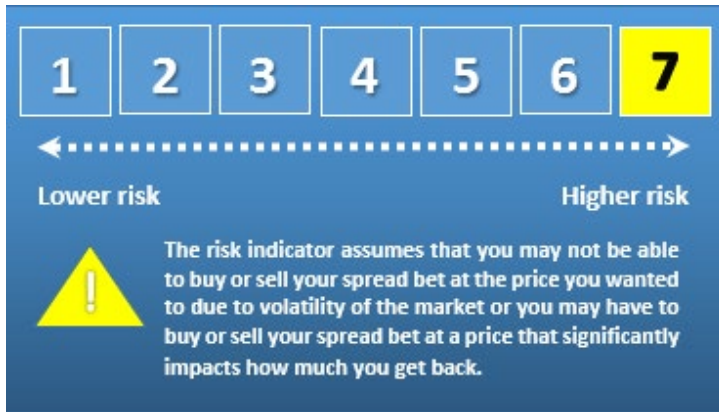 1 2 3 4 5 6 7
Lower risk Higher risk
!
The risk indicator assumes that you may not be able
to buy or sell your spread bet at the price you wanted
to due to volatility of the market or you may have to
buy or sell your spread bet at a price that significantly
impacts how much you get back.